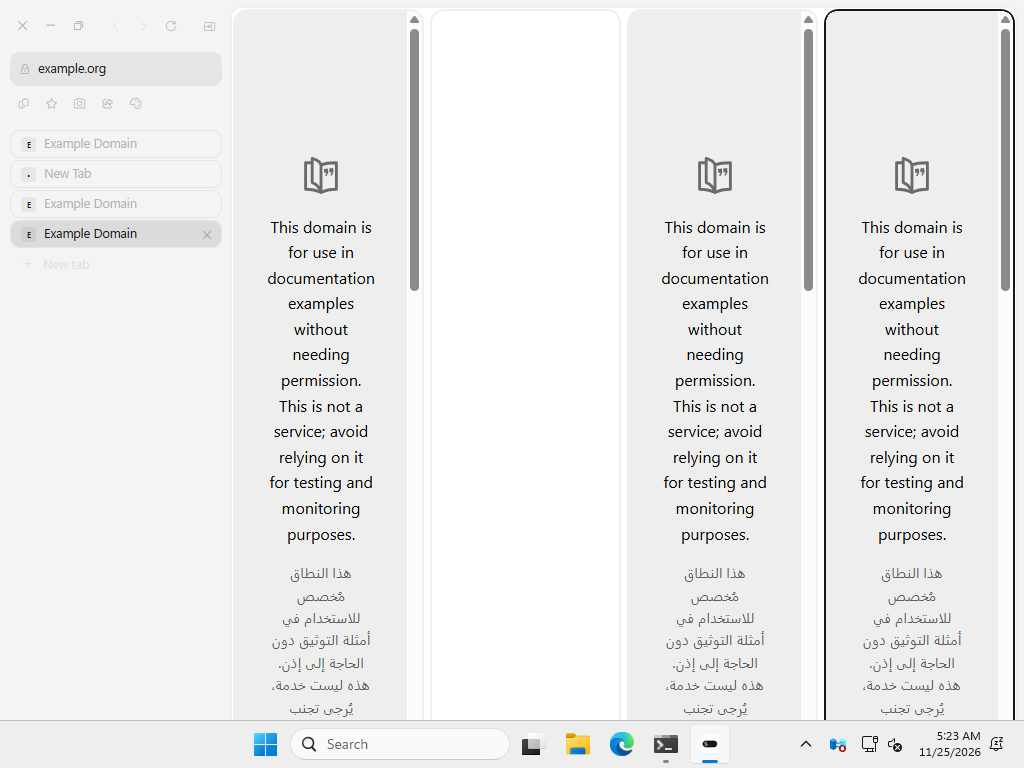 example.org
Example Domain
New Tab
Example Domain
Example Domain
New tab
This domain is
for use in
documentation
examples
without
needing
permission.
This is not a
service; avoid
relying on it
for testing and
monitoring
purposes.
هذا النطاق
مُخصص
للاستخدام في
أمثلة التوثيق دون
الحاجة إلى إذن.
هذه ليست خدمة،
يُرجى تجنب
This domain is
for use in
documentation
examples
without
needing
permission.
This is not a
service; avoid
relying on it
for testing and
monitoring
purposes.
هذا النطاق
مُخصص
للاستخدام في
أمثلة التوثيق دون
الحاجة إلى إذن.
هذه ليست خدمة،
يُرجى تجنب
This domain is
for use in
documentation
examples
without
needing
permission.
This is not a
service; avoid
relying on it
for testing and
monitoring
purposes.
هذا النطاق
مُخصص
للاستخدام في
أمثلة التوثيق دون
الحاجة إلى إذن.
هذه ليست خدمة،
يُرجى تجنب
Search
5:23 AM
11/25/2026